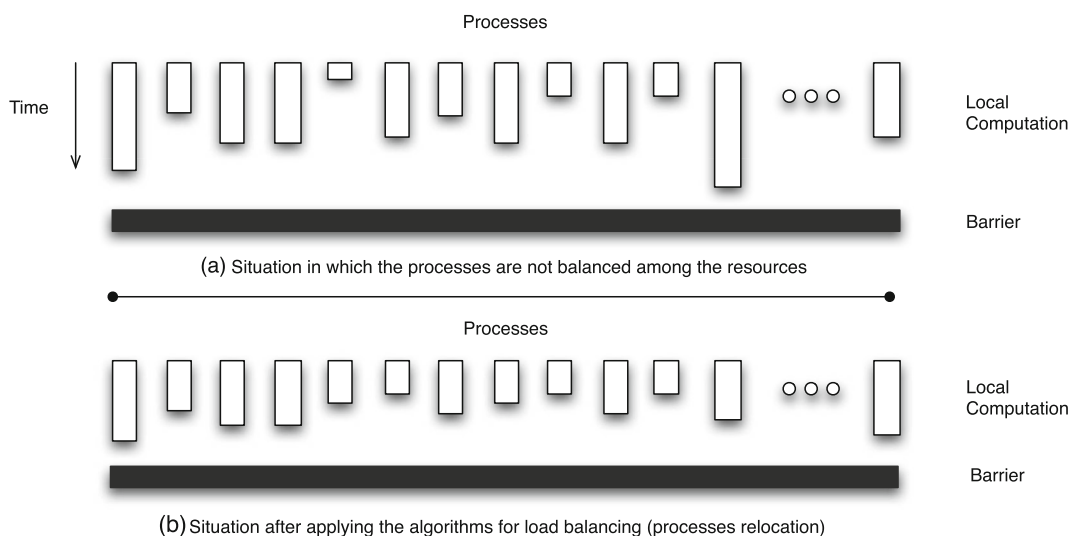 Processes
Time
Local
Computation
Barrier
(a) Situation in which the processes are not balanced among the resources
Processes
Local
Computation
Barrier
(b) Situation after applying the algorithms for load balancing (processes relocation)